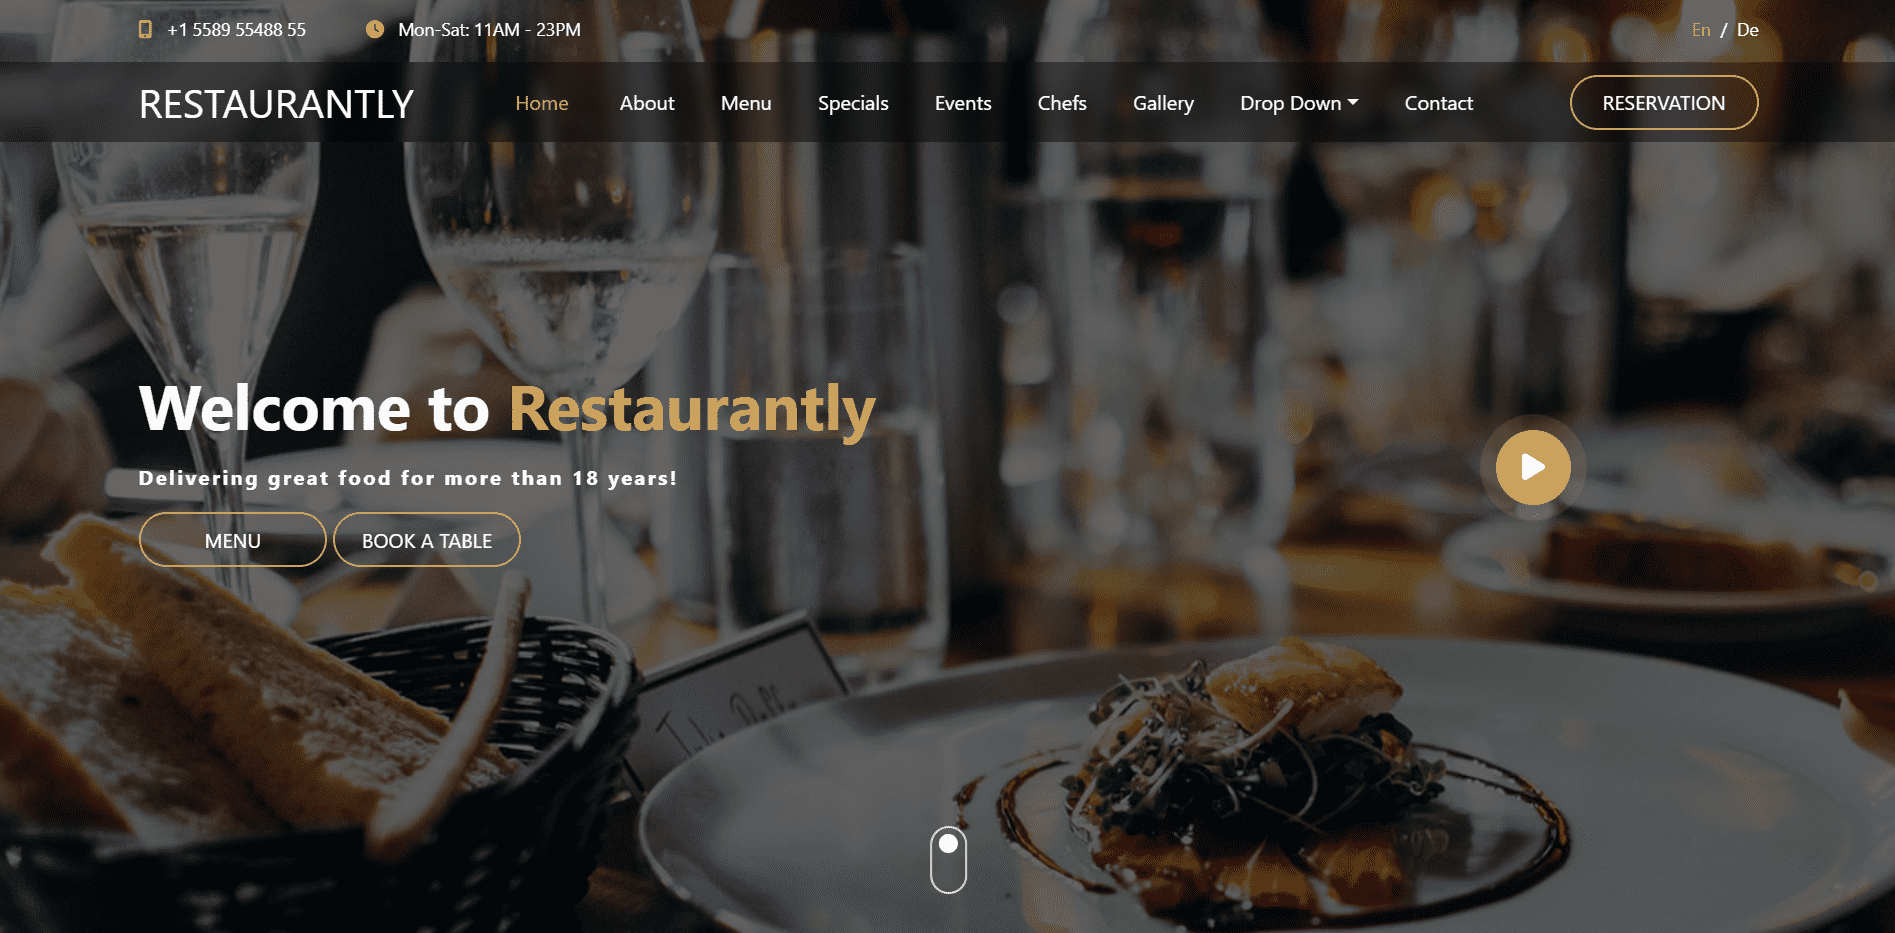 +1 5589 55488 55 Mon-Sat: 11AM - 23PM En / De
RESTAURANTLY Home About Menu Specials Events Chefs Gallery Drop Down Contact RESERVATION
Welcome to Restaurantly
Delivering great food for more than 18 years!
MENU BOOK A TABLE